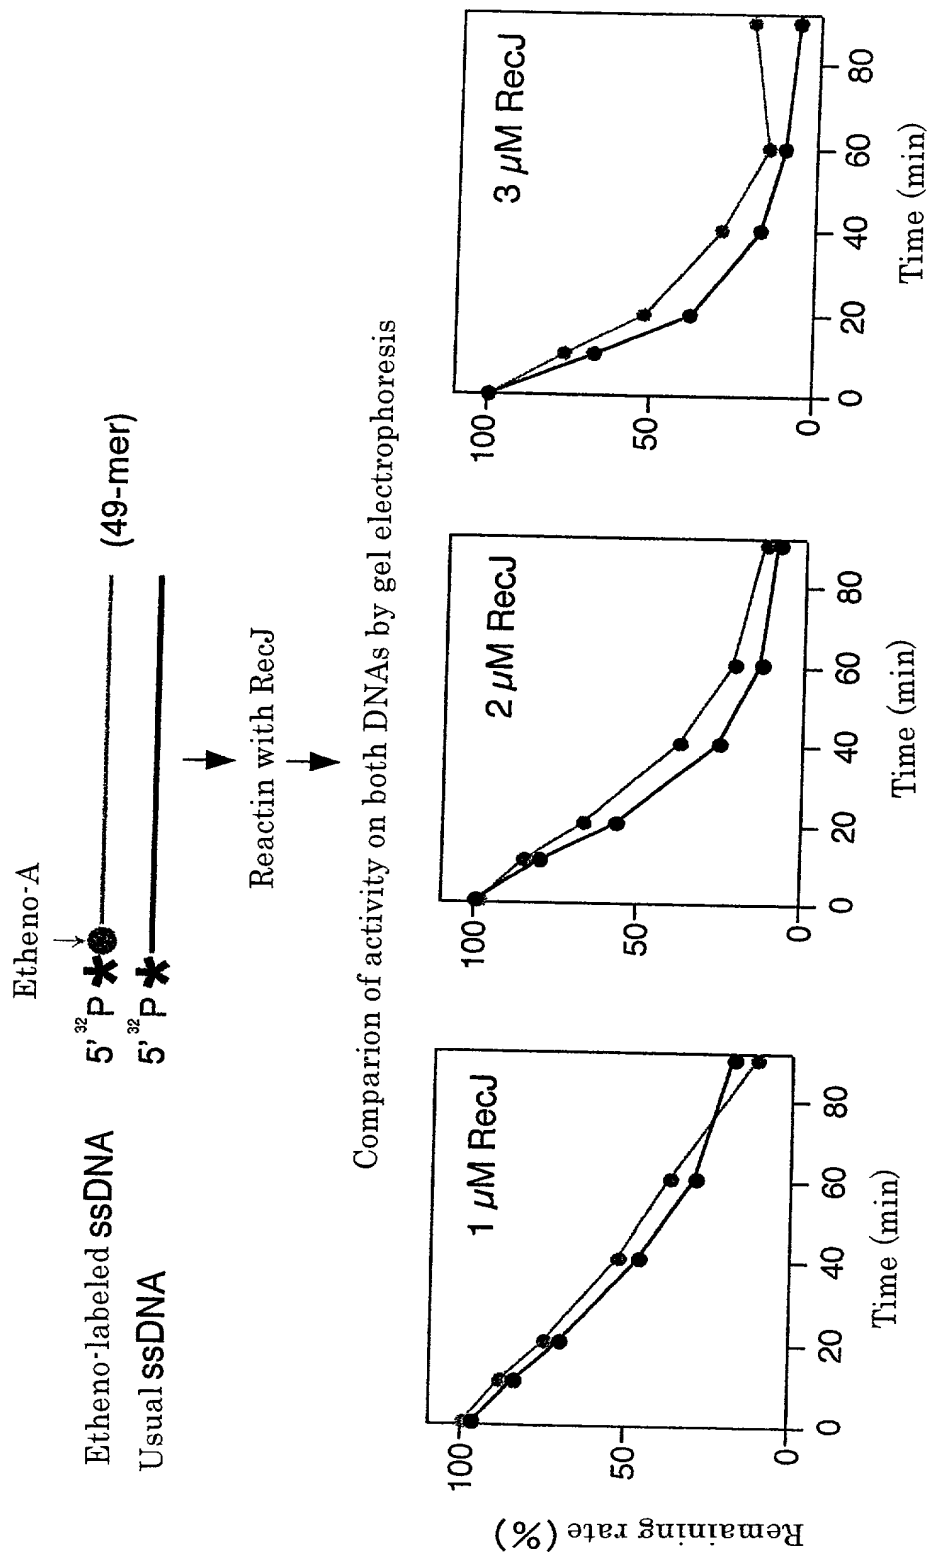 Etheno-A
Etheno-labeled ssDNA 5' 32P* (49-mer)
Usual ssDNA 5' 32P*
Reactin with RecJ
Comparion of activity on both DNAs by gel electrophoresis
Remaining rate (%)
1 µM RecJ
100
50
0
0 20 40 60 80
Time (min)
2 µM RecJ
100
50
0
0 20 40 60 80
Time (min)
3 µM RecJ
100
50
0
0 20 40 60 80
Time (min)